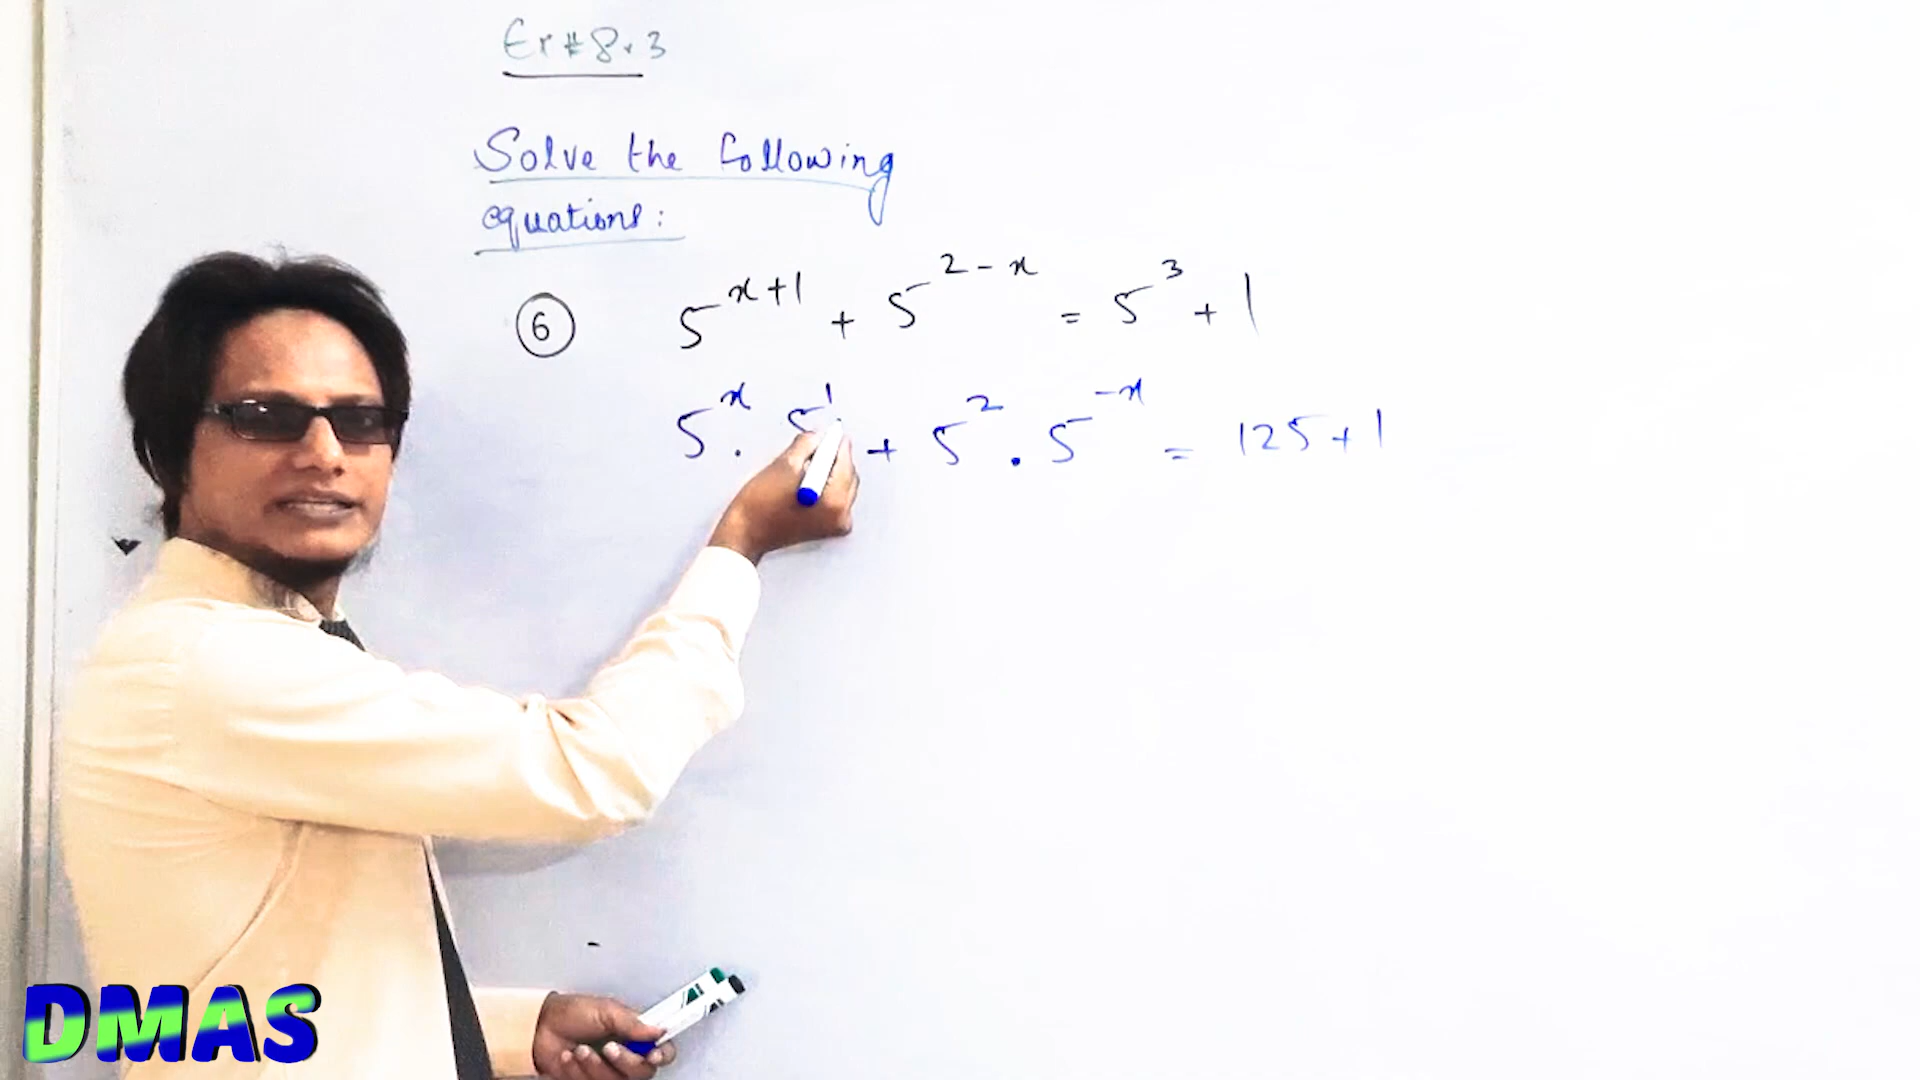 Ex # 8.3
Solve the following
equations:
6 5^{x+1} + 5^{2-x} = 5^3 + 1
5^x . 5^1 + 5^2 . 5^{-x} = 125 + 1
DMAS